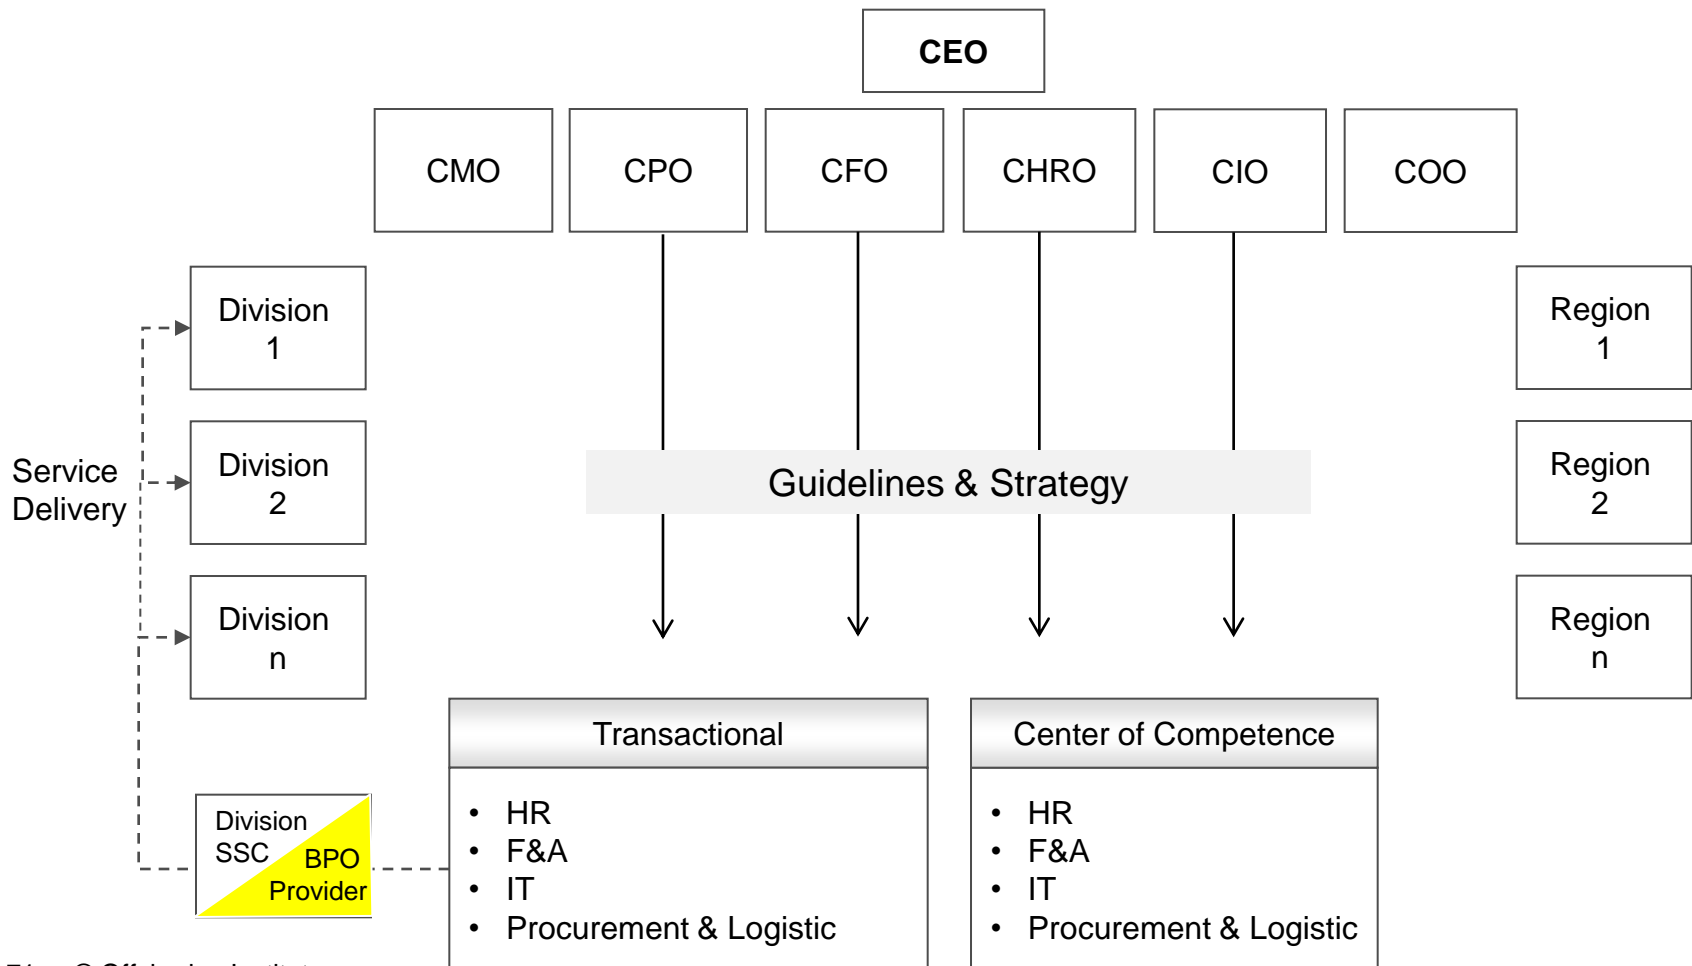 CEO
CMO
CPO
CFO
CHRO
CIO
COO
Division
1
Region
1
Service
Delivery
Division
2
Guidelines & Strategy
Region
2
Division
n
Region
n
Transactional
Center of Competence
Division
SSC
BPO
Provider
• HR
• F&A
• IT
• Procurement & Logistic
• HR
• F&A
• IT
• Procurement & Logistic